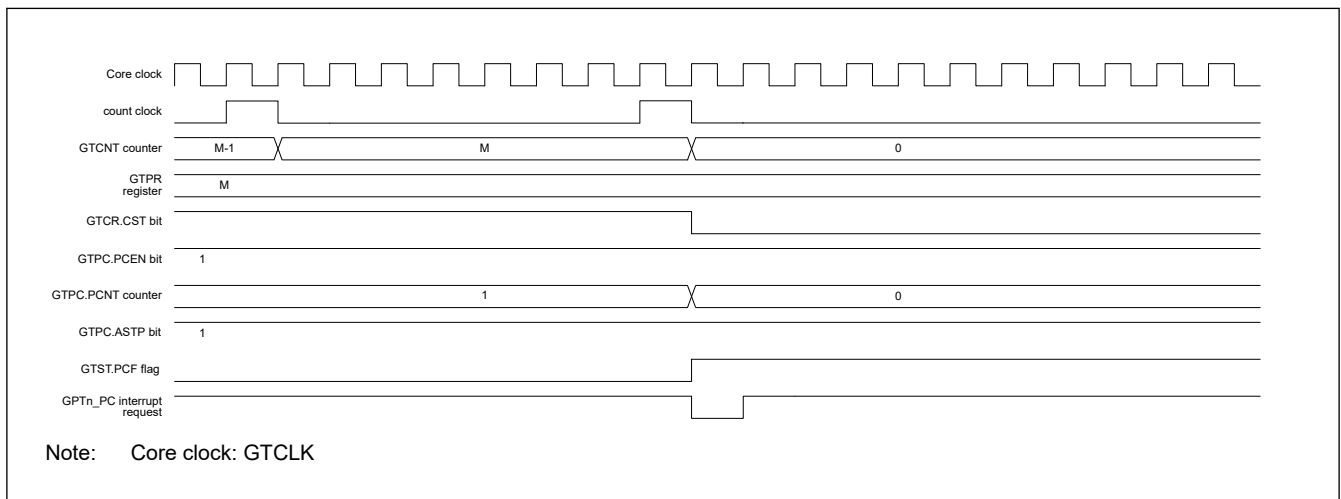 Core clock
count clock
GTCNT counter M-1 M 0
GTPR
register M
GTCR.CST bit
GTPC.PCEN bit 1
GTPC.PCNT counter 1 0
GTPC.ASTP bit 1
GTST.PCF flag
GPTn_PC interrupt
request
Note: Core clock: GTCLK